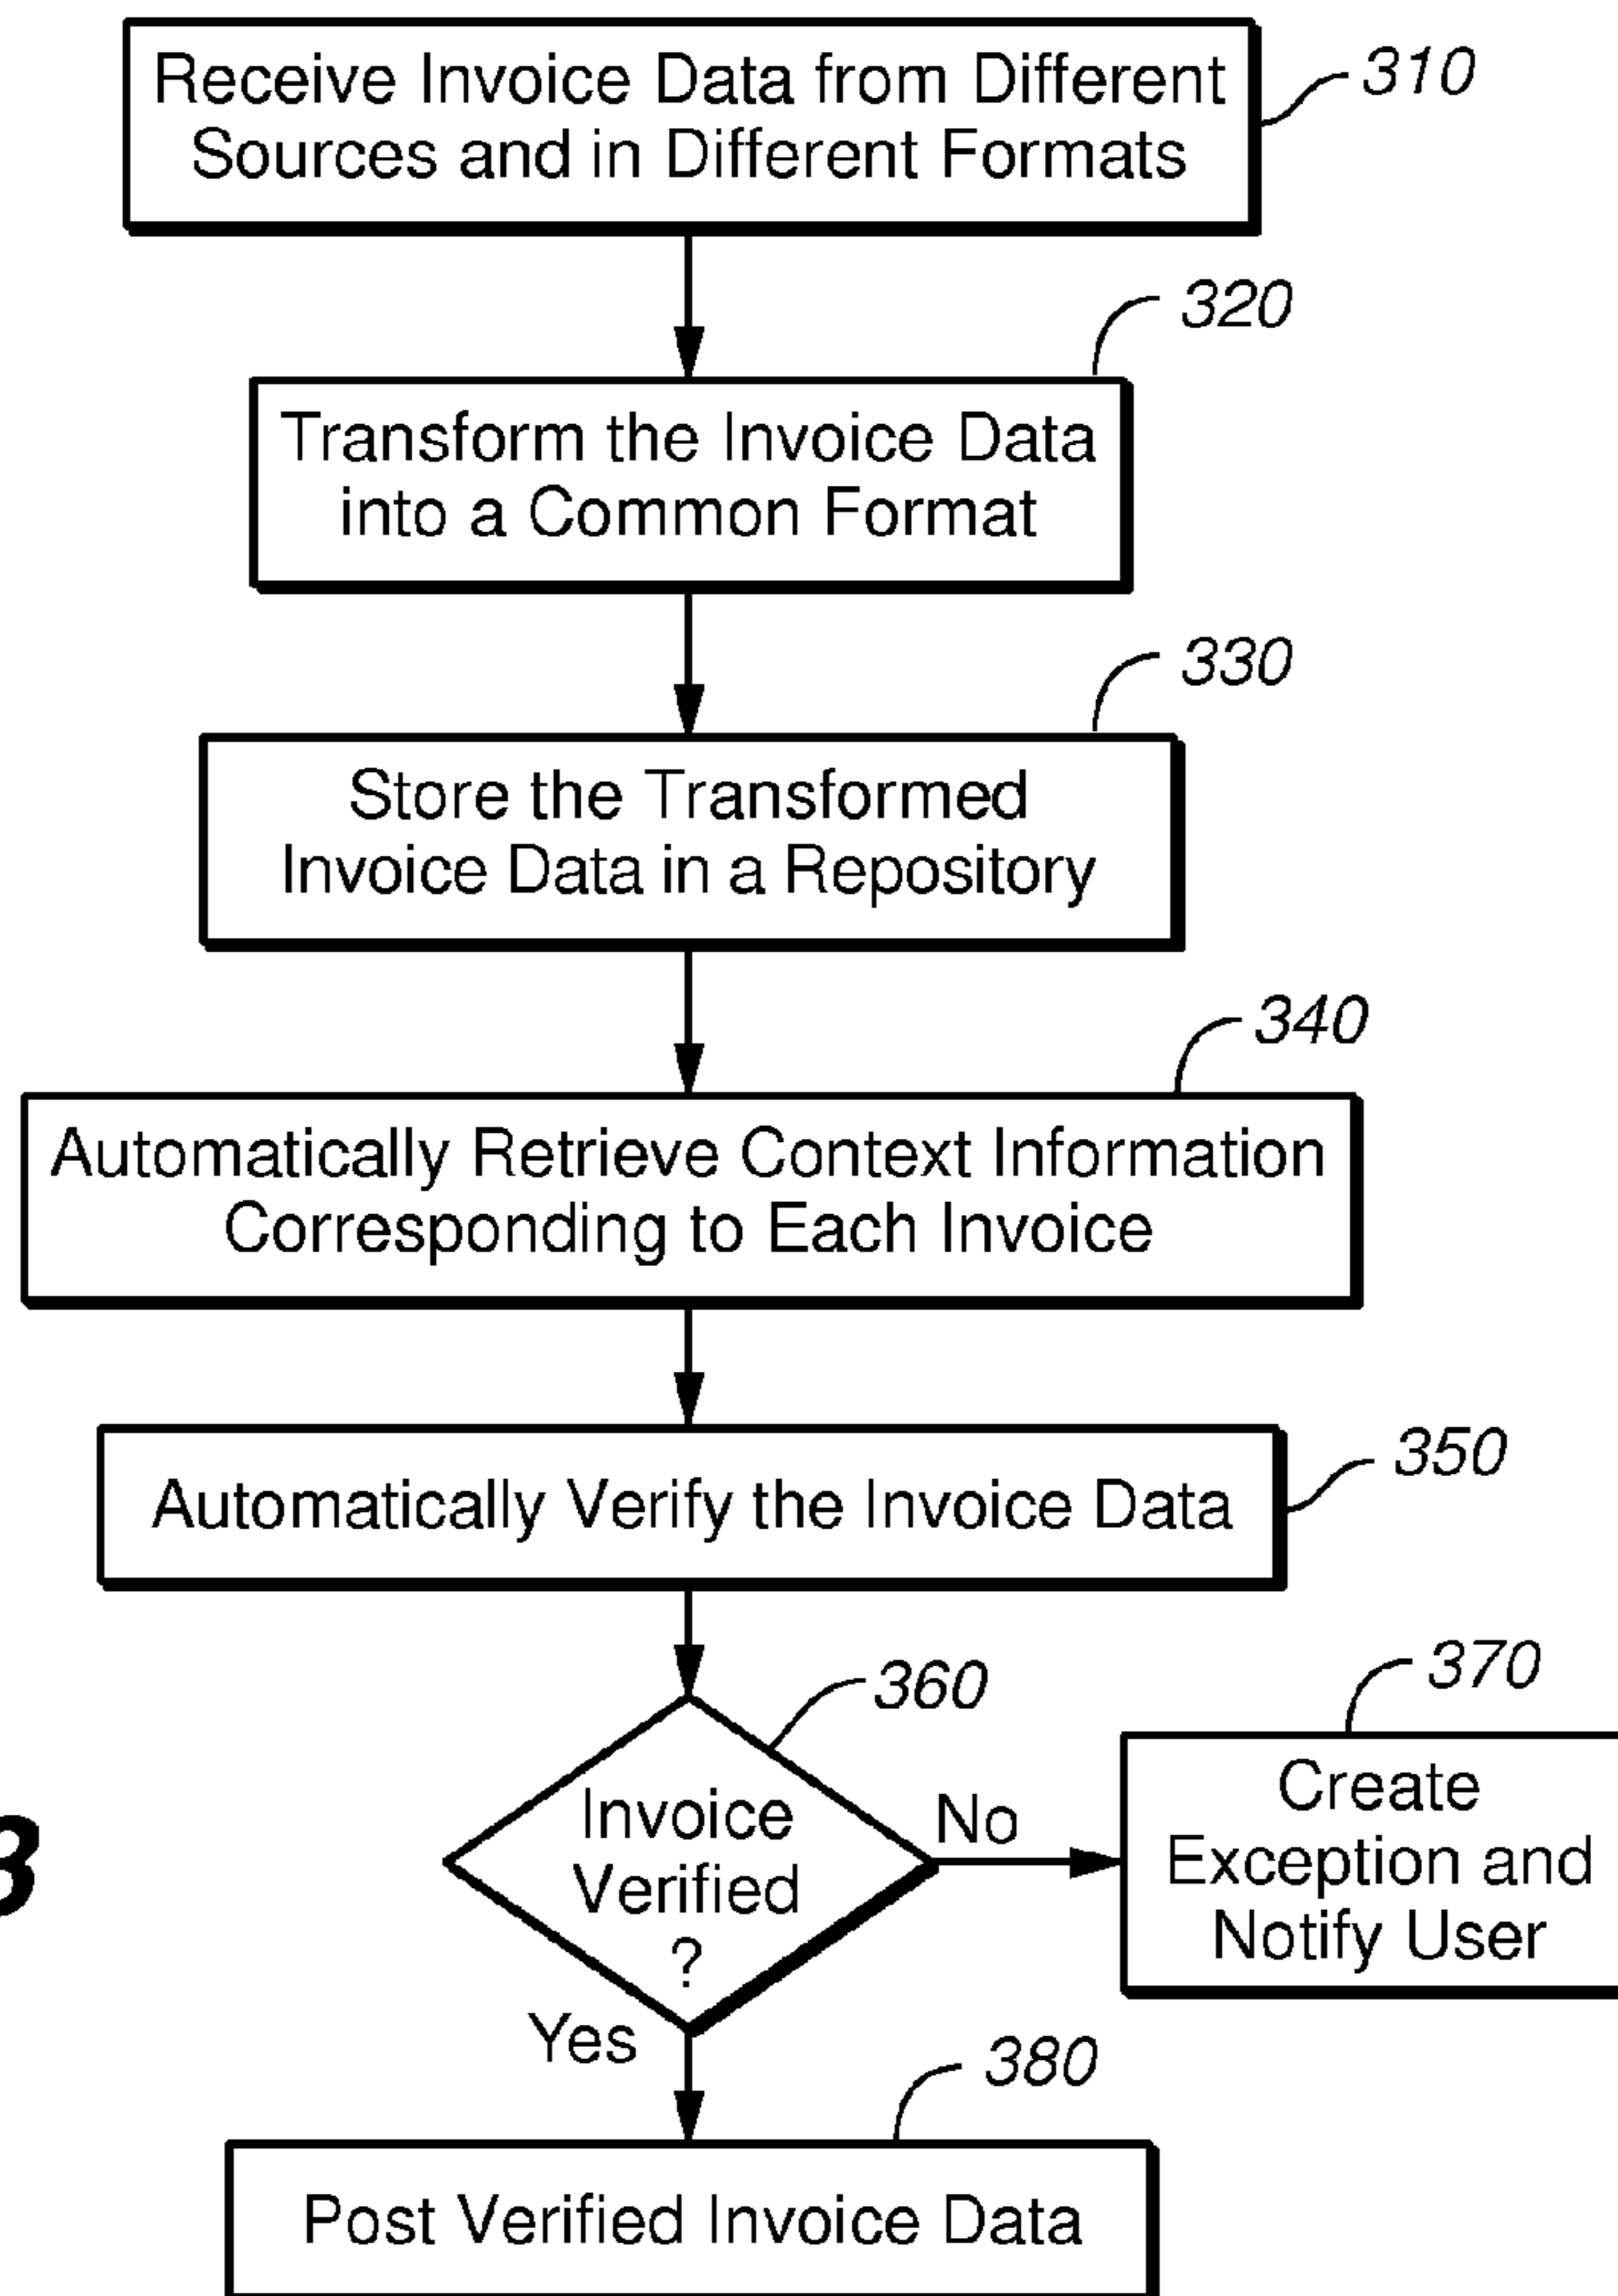 Receive Invoice Data from Different
Sources and in Different Formats
310
320
Transform the Invoice Data
into a Common Format
330
Store the Transformed
Invoice Data in a Repository
340
Automatically Retrieve Context Information
Corresponding to Each Invoice
350
Automatically Verify the Invoice Data
360
Invoice
Verified
?
No
370
Create
Exception and
Notify User
3
Yes
380
Post Verified Invoice Data